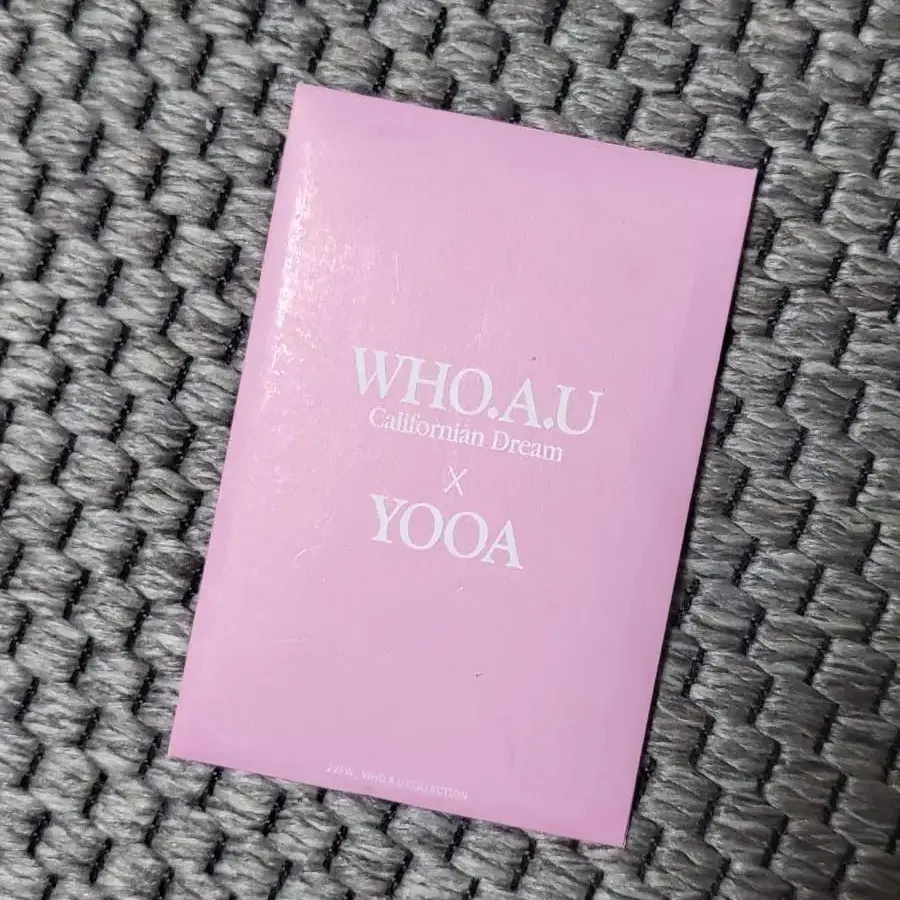 WHO.A.U
Californian Dream
X
YOOA
22FW_ WHO.A.U COLLECTION